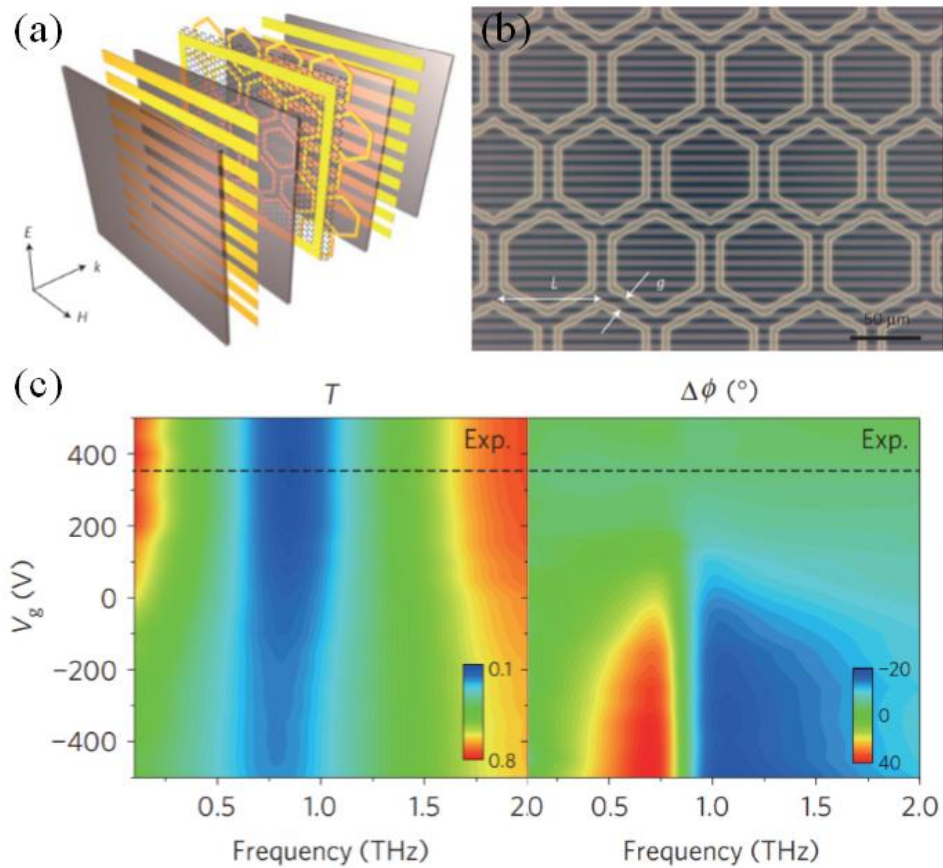 (a)
E
k
H
(b)
L
g
50 μm
(c)
T
Δϕ (°)
Exp.
Exp.
400
200
0
−200
−400
V_g (V)
0.1
0.8
−20
0
40
0.5 1.0 1.5 2.0
0.5 1.0 1.5 2.0
Frequency (THz)
Frequency (THz)